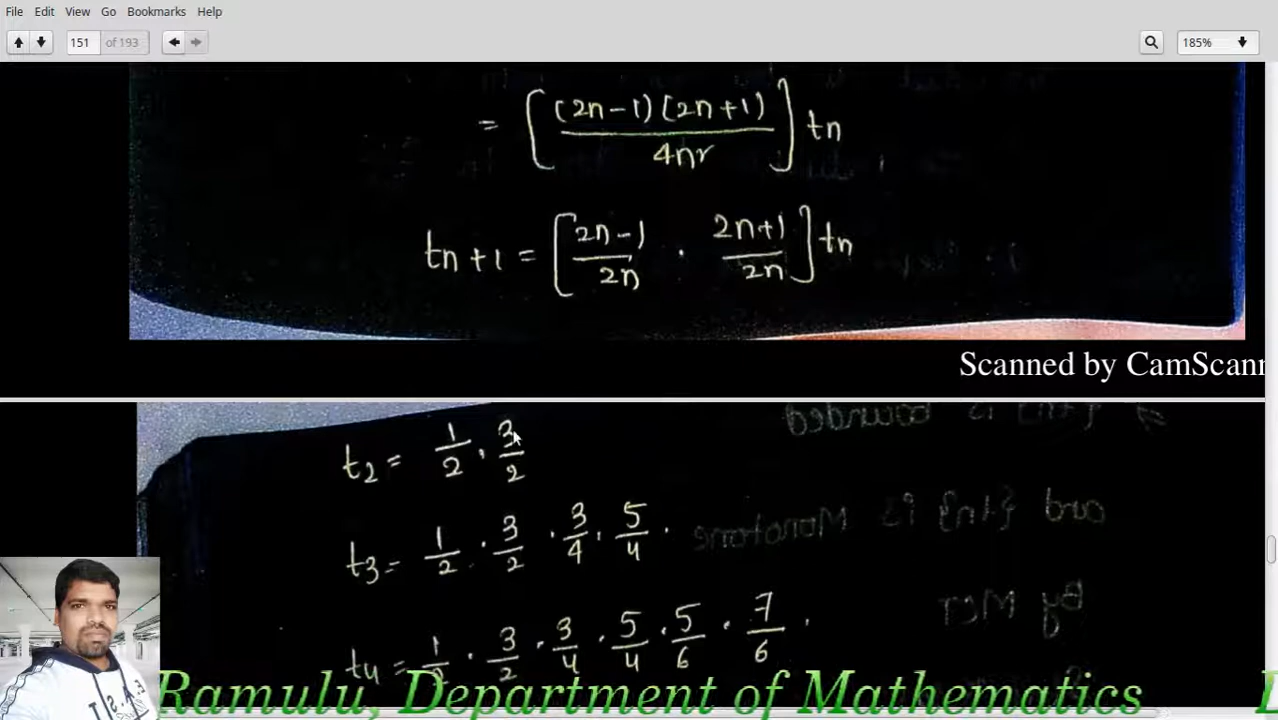 File Edit View Go Bookmarks Help
151 of 193 185%
= [(2n-1)(2n+1)/4n²] tn
tn+1 = [2n-1/2n · 2n+1/2n] tn
Scanned by CamScann
t2 = 1/2 · 3/2
t3 = 1/2 · 3/2 · 3/4 · 5/4 .
t4 = 1/2 · 3/2 · 3/4 · 5/4 · 5/6 · 7/6 .
Ramulu, Department of Mathematics